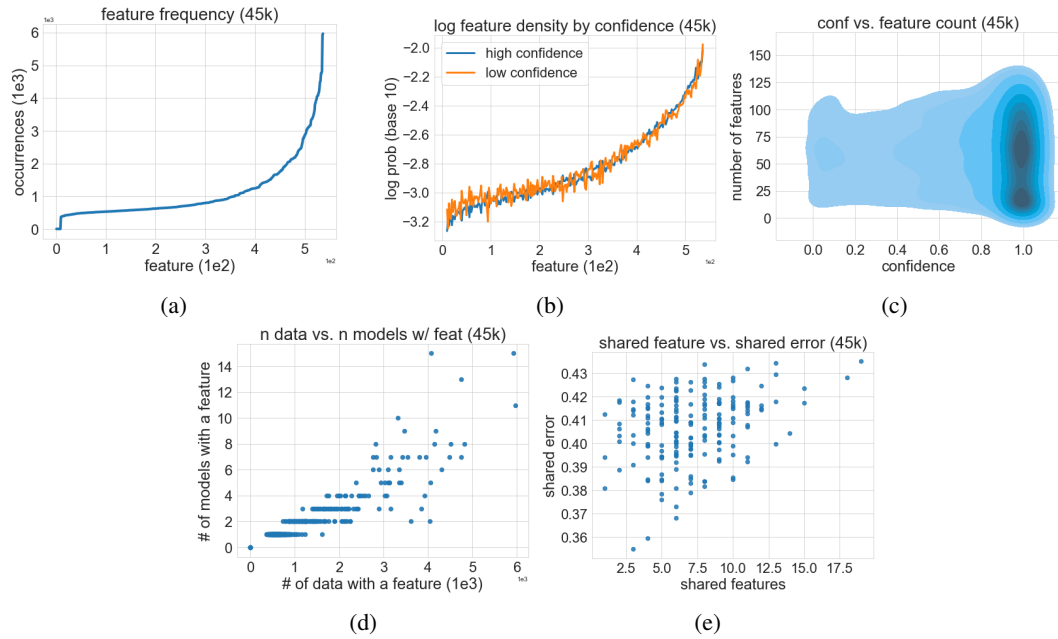 feature frequency (45k)
1e3
6
5
4
3
2
1
0
occurrences (1e3)
0 1 2 3 4 5
feature (1e2)
1e2
(a)
log feature density by confidence (45k)
high confidence
low confidence
−2.0
−2.2
−2.4
−2.6
−2.8
−3.0
−3.2
log prob (base 10)
0 1 2 3 4 5
feature (1e2)
1e2
(b)
conf vs. feature count (45k)
150
125
100
75
50
25
0
number of features
0.0 0.2 0.4 0.6 0.8 1.0
confidence
(c)
n data vs. n models w/ feat (45k)
14
12
10
8
6
4
2
0
# of models with a feature
0 1 2 3 4 5 6
1e3
# of data with a feature (1e3)
(d)
shared feature vs. shared error (45k)
0.43
0.42
0.41
0.40
0.39
0.38
0.37
0.36
shared error
2.5 5.0 7.5 10.0 12.5 15.0 17.5
shared features
(e)